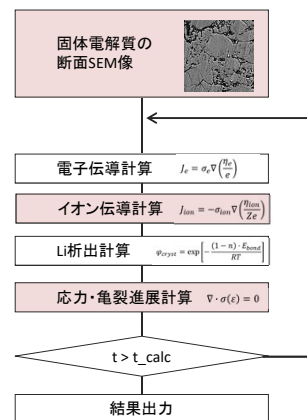 固体電解質の
断面SEM像
電子伝導計算 J_e = σ_e∇(η_e/e)
イオン伝導計算 J_ion = −σ_ion∇(η_ion/Ze)
Li析出計算 φ_cryst = exp[−(1−n)·E_bond/RT]
応力・亀裂進展計算 ∇·σ(ε) = 0
t > t_calc
結果出力